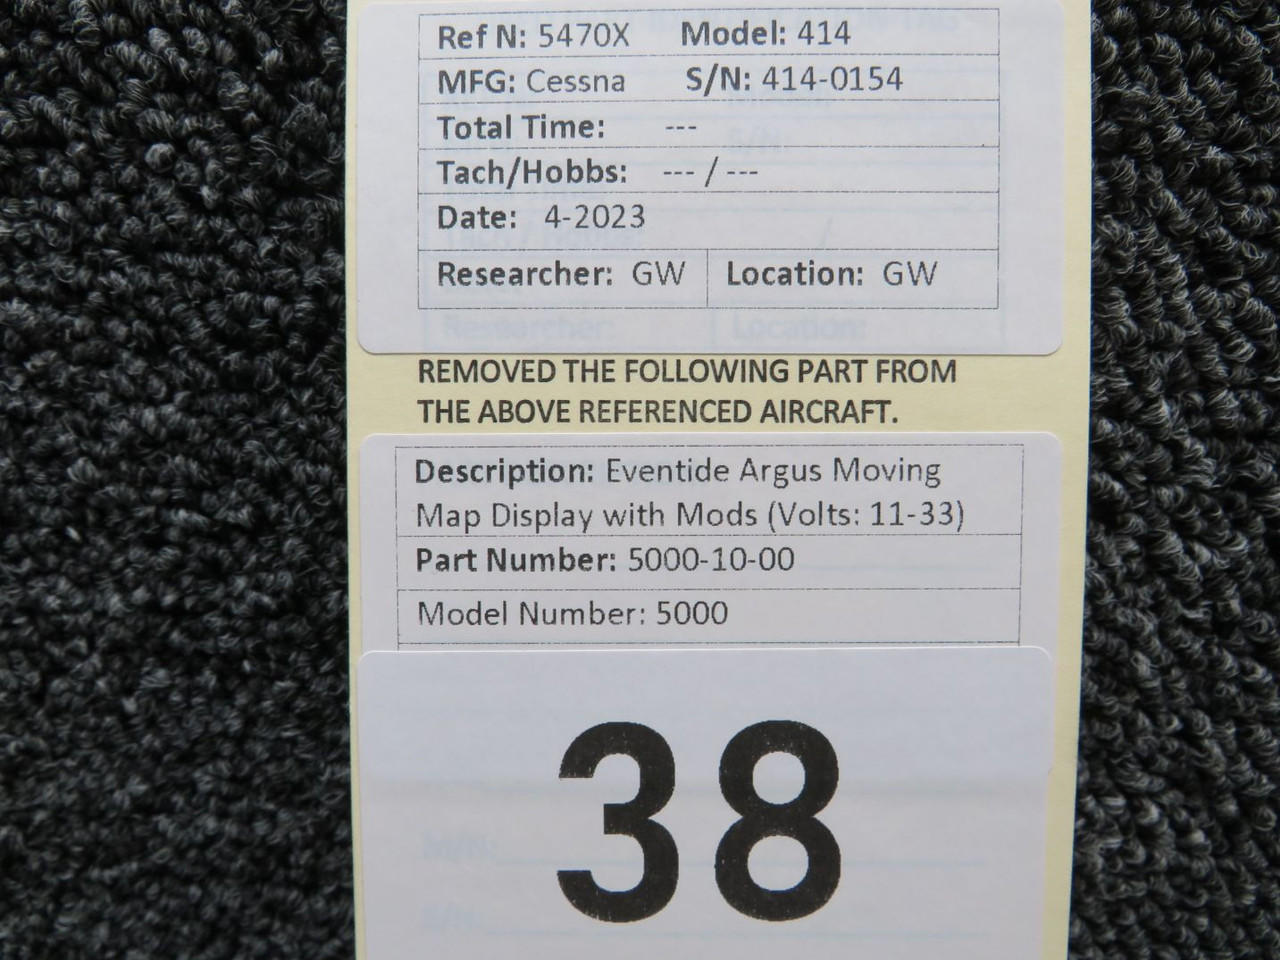 Ref N: 5470X Model: 414
MFG: Cessna S/N: 414-0154
Total Time: ---
Tach/Hobbs: --- / ---
Date: 4-2023
Researcher: GW Location: GW
Researcher: Location:
REMOVED THE FOLLOWING PART FROM
THE ABOVE REFERENCED AIRCRAFT.
Description: Eventide Argus Moving
Map Display with Mods (Volts: 11-33)
Part Number: 5000-10-00
Model Number: 5000
38